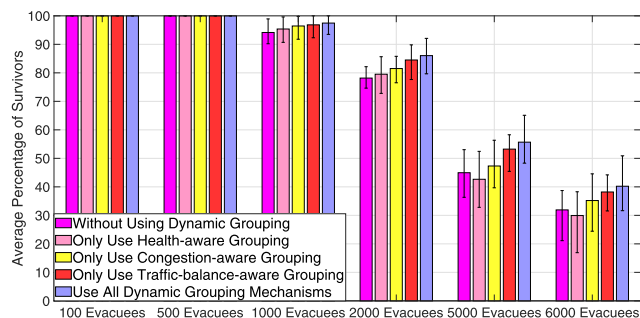 Average Percentage of Survivors
100
90
80
70
60
50
40
30
20
10
0
Without Using Dynamic Grouping
Only Use Health-aware Grouping
Only Use Congestion-aware Grouping
Only Use Traffic-balance-aware Grouping
Use All Dynamic Grouping Mechanisms
100 Evacuees 500 Evacuees 1000 Evacuees 2000 Evacuees 5000 Evacuees 6000 Evacuees